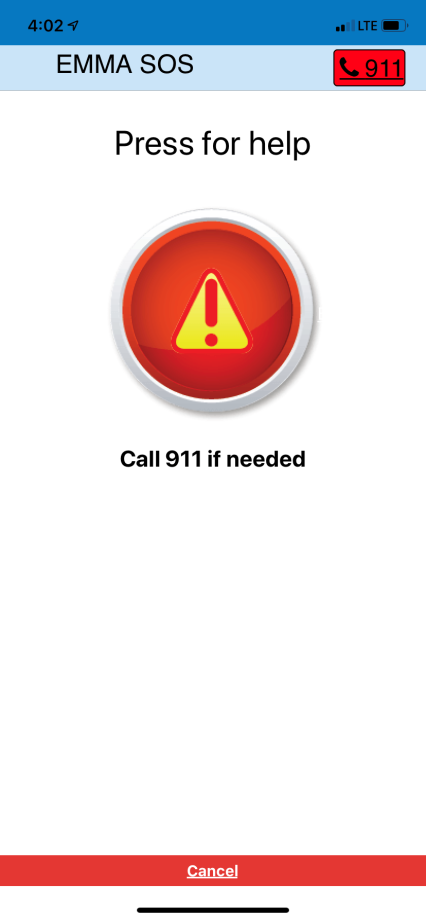 4:02
LTE
EMMA SOS
911
Press for help
Call 911 if needed
Cancel